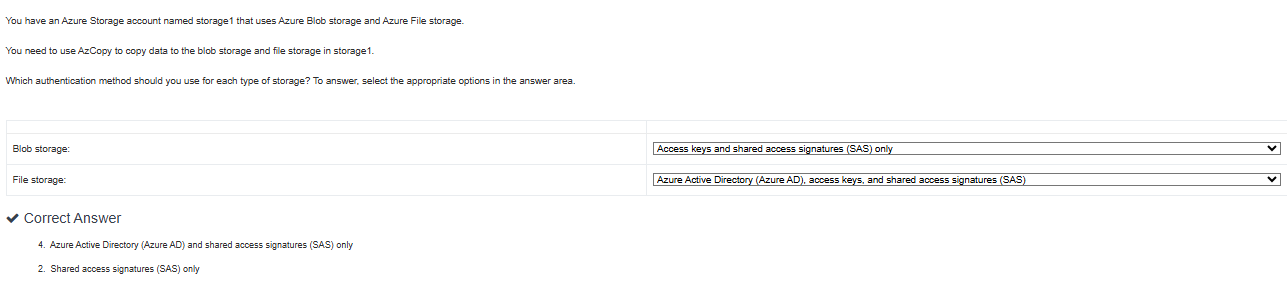 You have an Azure Storage account named storage1 that uses Azure Blob storage and Azure File storage.
You need to use AzCopy to copy data to the blob storage and file storage in storage1.
Which authentication method should you use for each type of storage? To answer, select the appropriate options in the answer area.
Blob storage:
Access keys and shared access signatures (SAS) only
File storage:
Azure Active Directory (Azure AD), access keys, and shared access signatures (SAS)
Correct Answer
4. Azure Active Directory (Azure AD) and shared access signatures (SAS) only
2. Shared access signatures (SAS) only